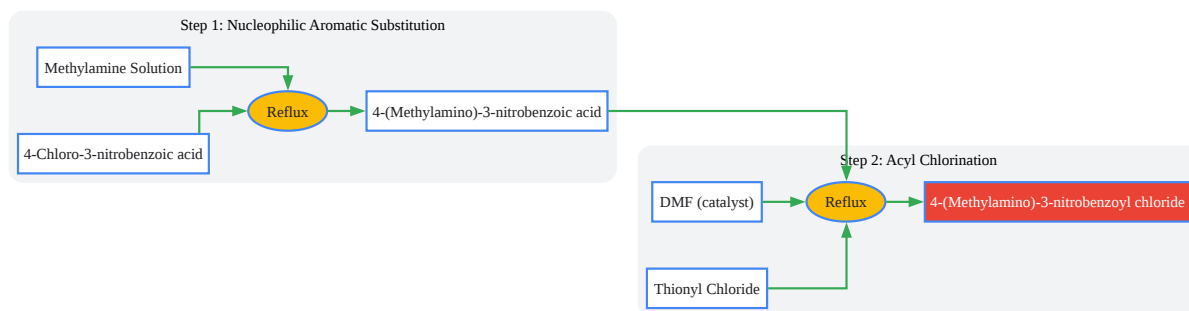 Step 1: Nucleophilic Aromatic Substitution
Methylamine Solution
Reflux
4-(Methylamino)-3-nitrobenzoic acid
4-Chloro-3-nitrobenzoic acid
Step 2: Acyl Chlorination
DMF (catalyst)
Reflux
4-(Methylamino)-3-nitrobenzoyl chloride
Thionyl Chloride